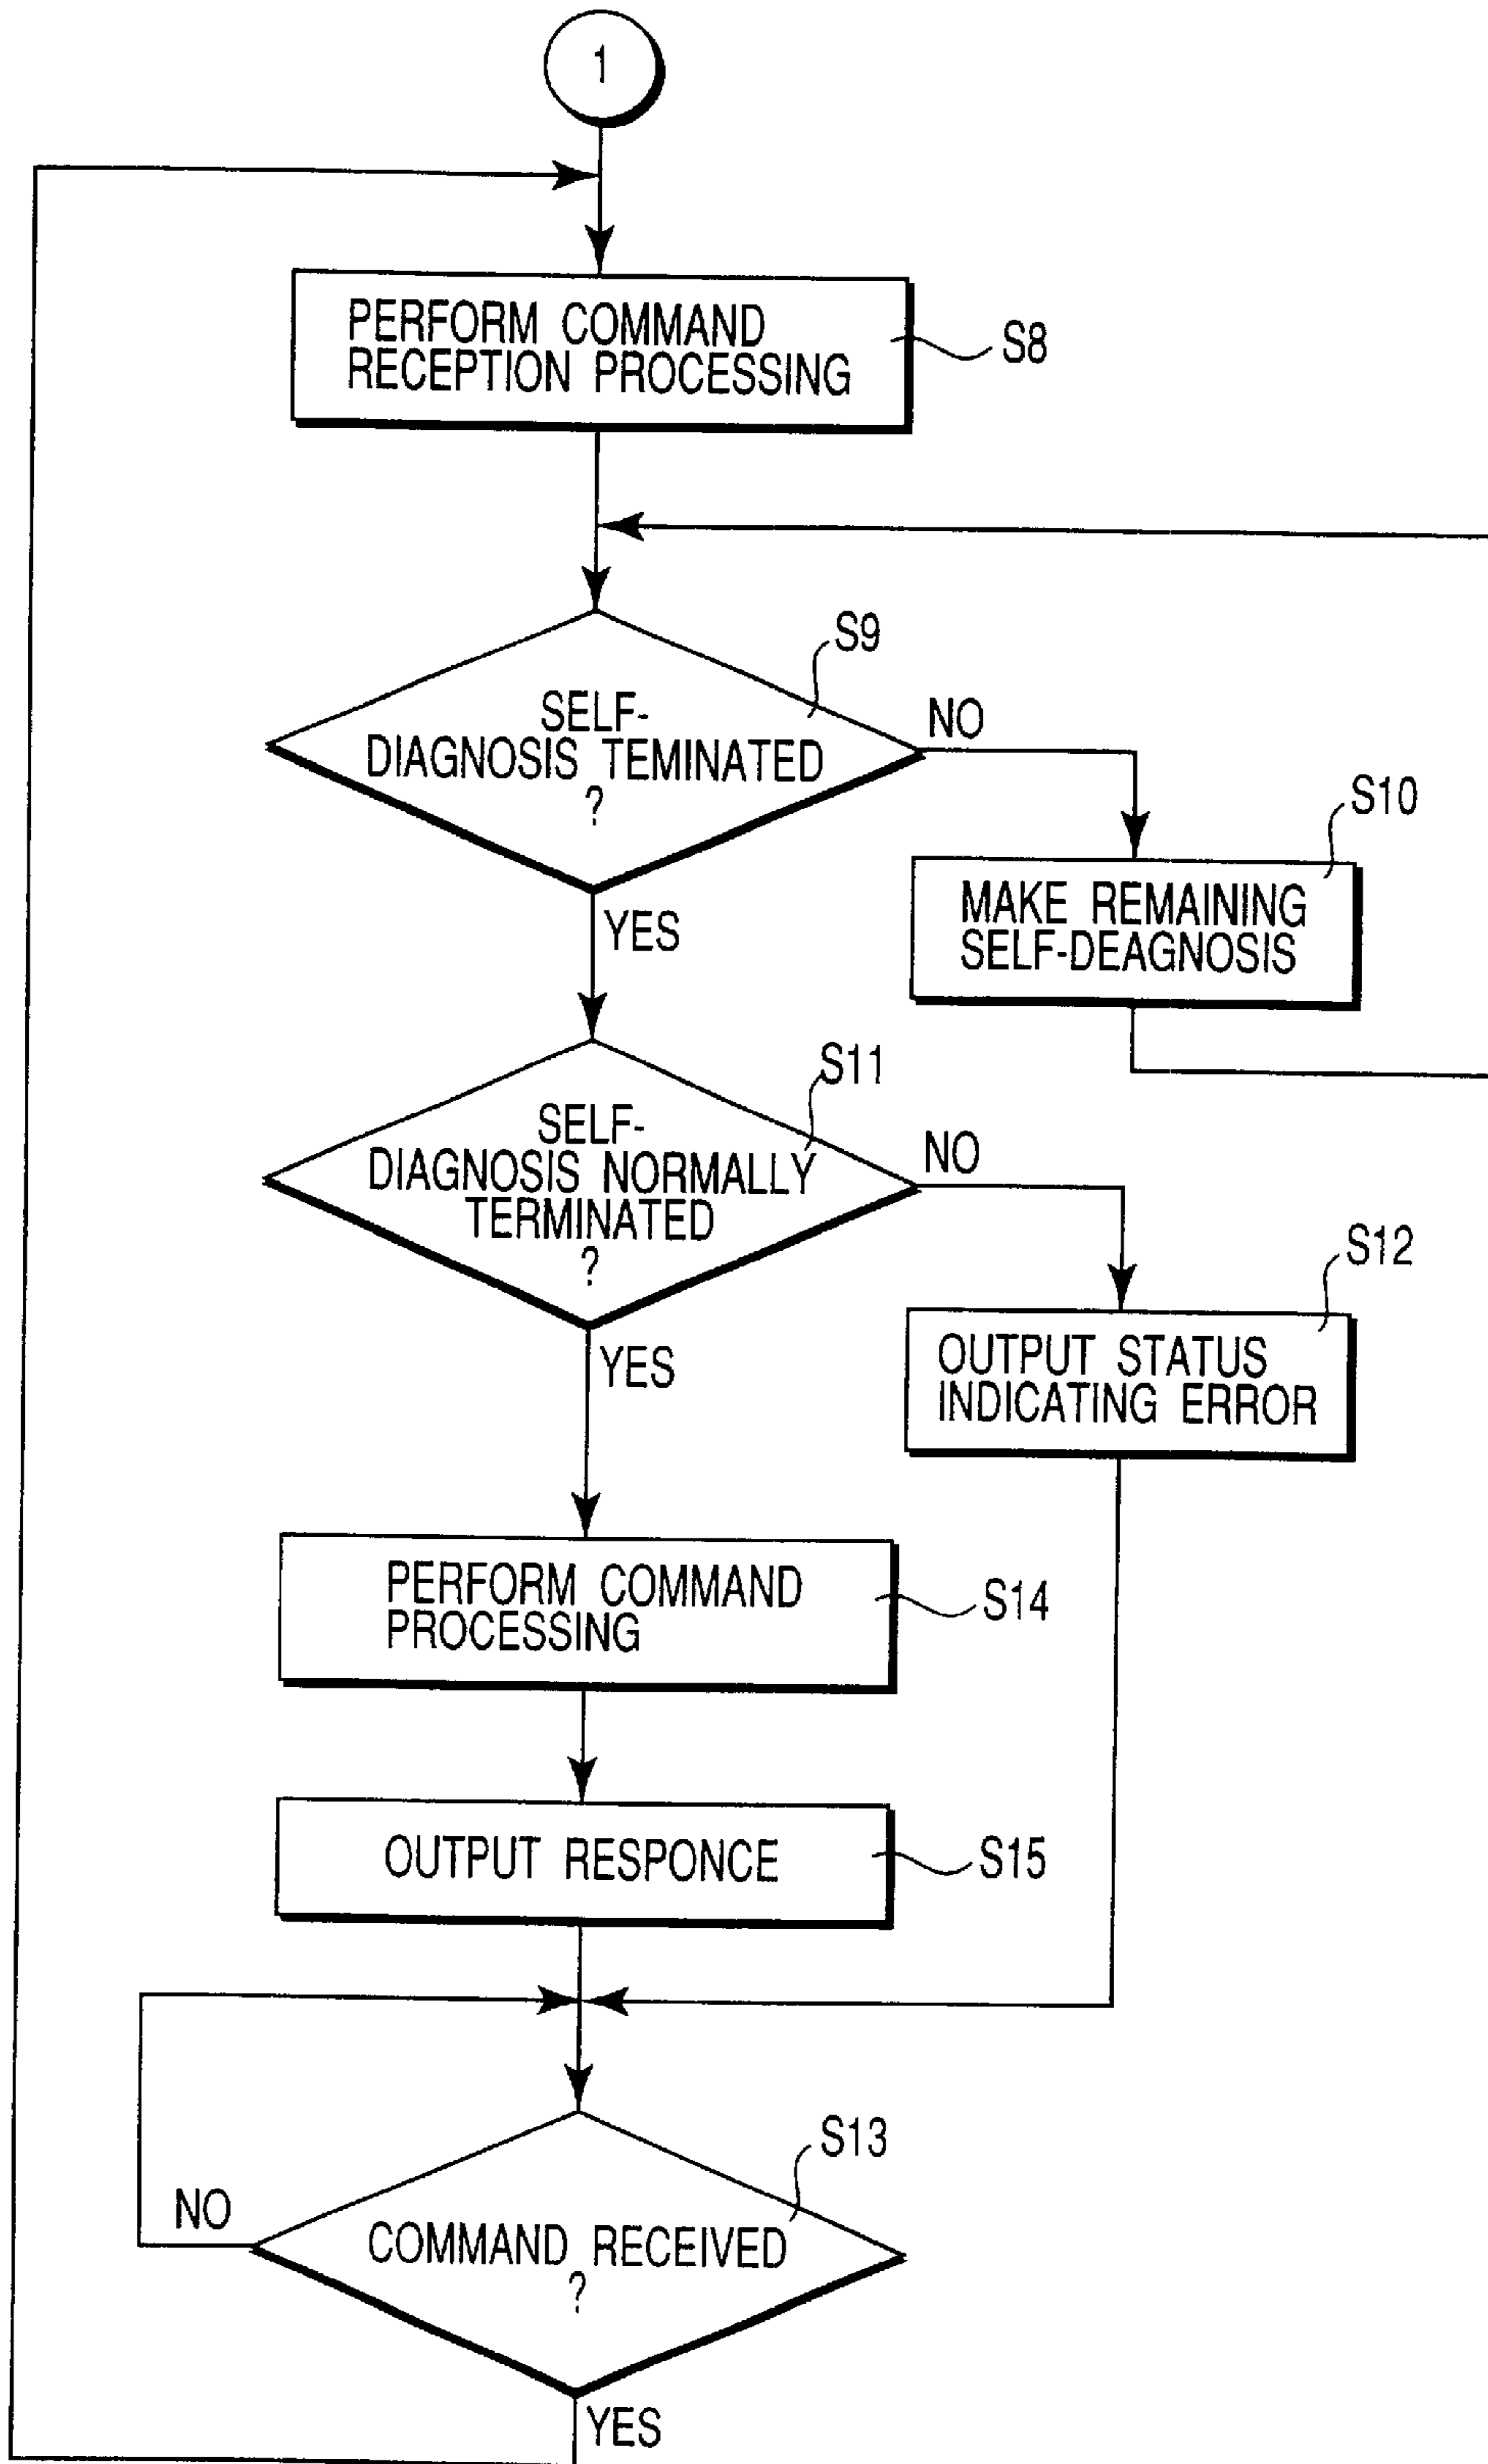 1
PERFORM COMMAND
RECEPTION PROCESSING
S8
S9
SELF-
DIAGNOSIS TEMINATED
?
NO
YES
S10
MAKE REMAINING
SELF-DEAGNOSIS
S11
SELF-
DIAGNOSIS NORMALLY
TERMINATED
?
NO
YES
S12
OUTPUT STATUS
INDICATING ERROR
PERFORM COMMAND
PROCESSING
S14
OUTPUT RESPONCE
S15
S13
NO
COMMAND RECEIVED
?
YES